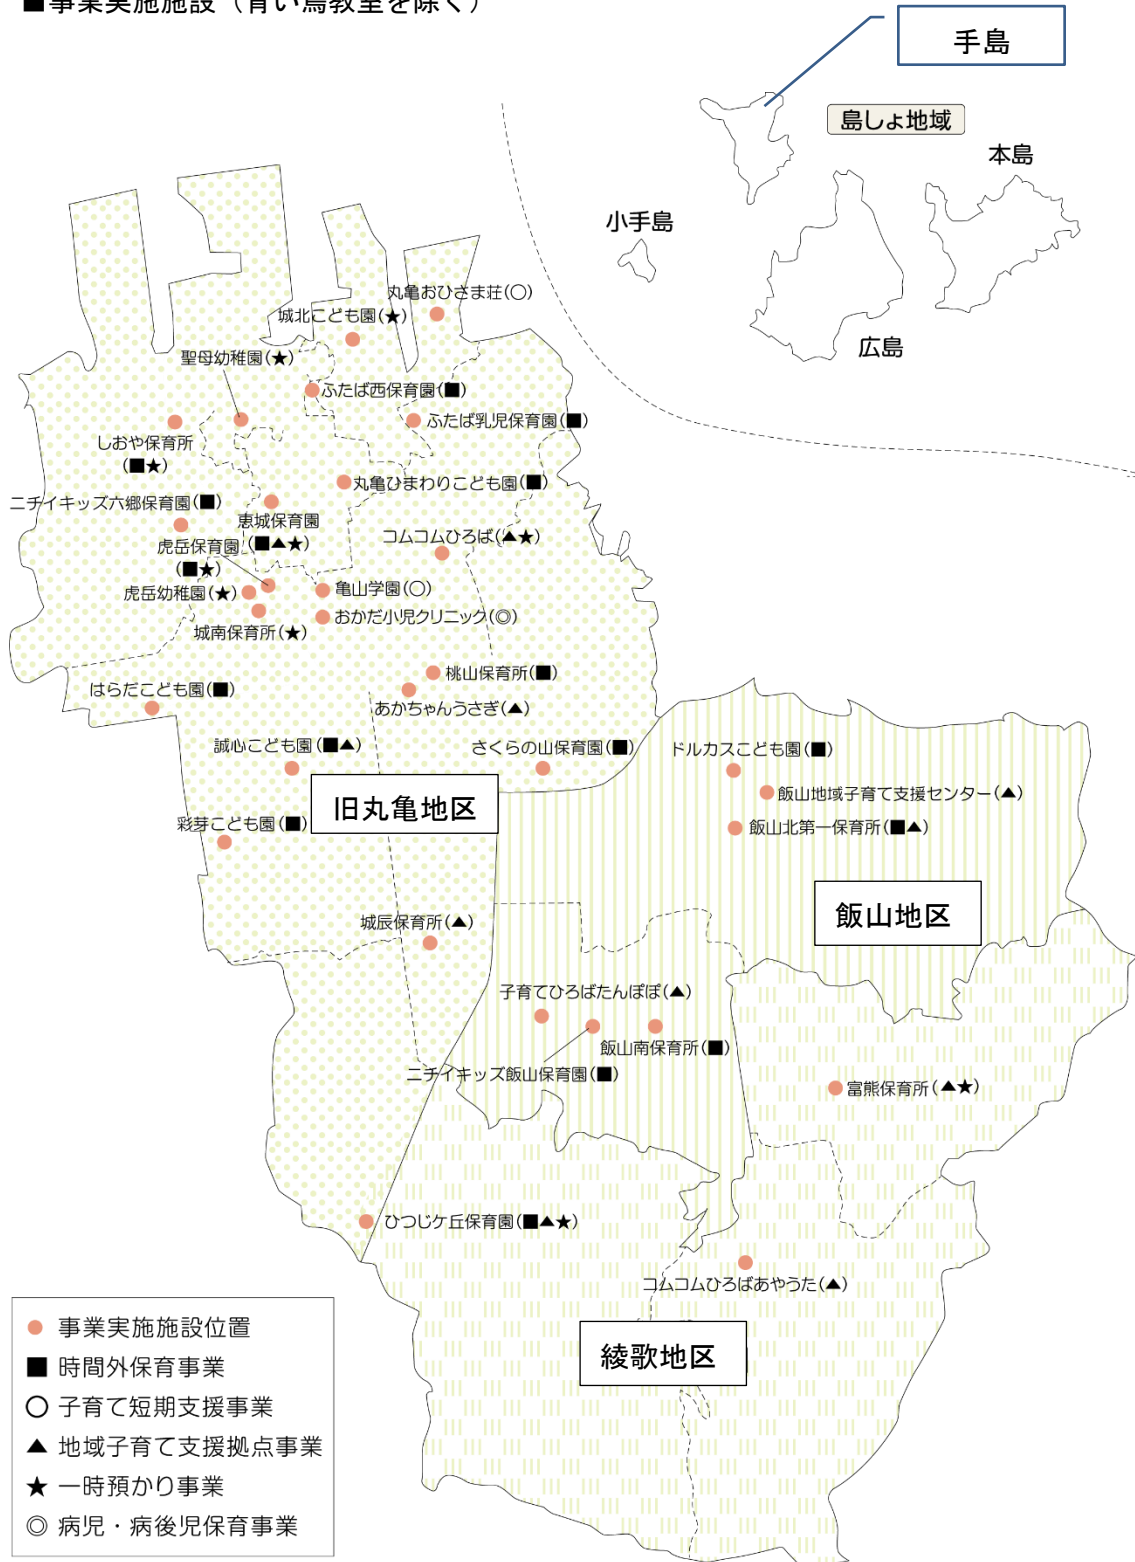 ■事業実施施設（青い鳥教室を除く）
手島
島しょ地域
本島
小手島
広島
丸亀おひさま荘(○)
城北こども園(★)
聖母幼稚園(★)
ふたば西保育園(■)
ふたば乳児保育園(■)
しおや保育所
(■★)
丸亀ひまわりこども園(■)
ニチイキッズ六郷保育園(■)
恵城保育園
(■▲★)
コムコムひろば(▲★)
虎岳保育園
(■★)
虎岳幼稚園(★)
亀山学園(○)
おかだ小児クリニック(◎)
城南保育所(★)
桃山保育所(■)
はらだこども園(■)
あかちゃんうさぎ(▲)
誠心こども園(■▲)
さくらの山保育園(■)
ドルカスこども園(■)
飯山地域子育て支援センター(▲)
旧丸亀地区
彩芽こども園(■)
飯山北第一保育所(■▲)
飯山地区
城辰保育所(▲)
子育てひろばたんぽぽ(▲)
飯山南保育所(■)
ニチイキッズ飯山保育園(■)
富熊保育所(▲★)
ひつじケ丘保育園(■▲★)
コムコムひろばあやうた(▲)
綾歌地区
● 事業実施施設位置
■ 時間外保育事業
○ 子育て短期支援事業
▲ 地域子育て支援拠点事業
★ 一時預かり事業
◎ 病児・病後児保育事業